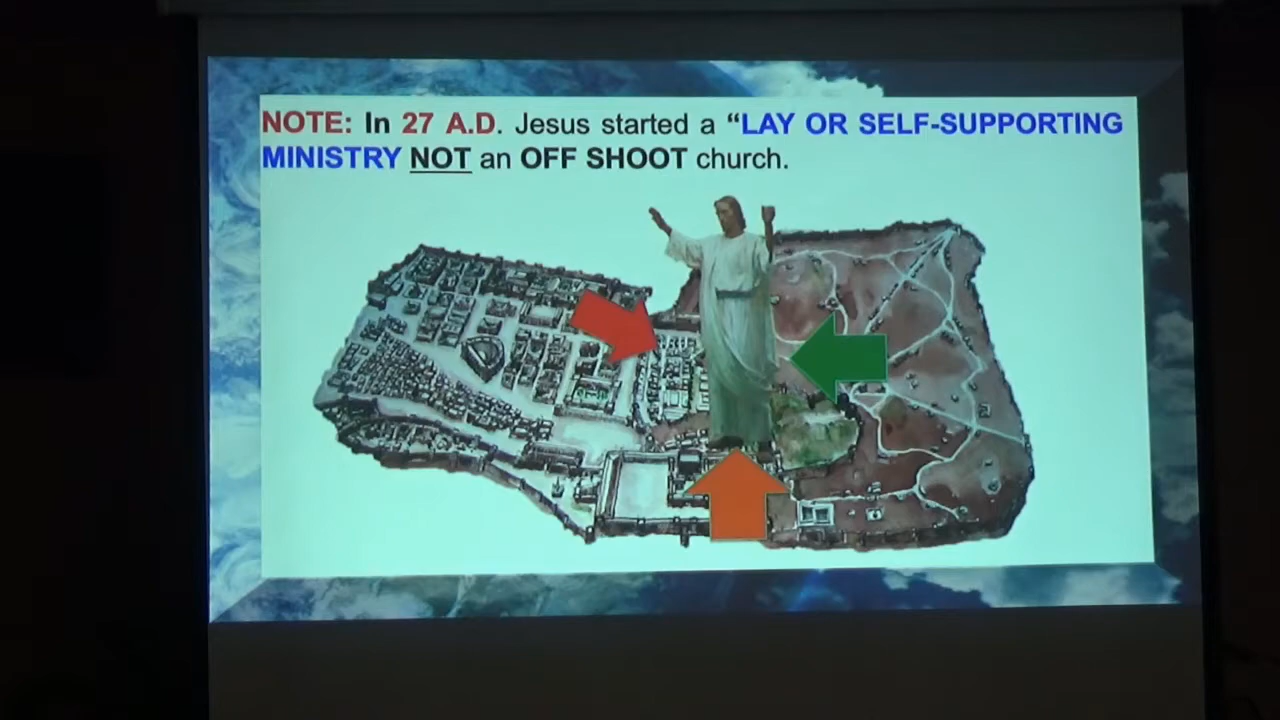 NOTE: In 27 A.D. Jesus started a “LAY OR SELF-SUPPORTING
MINISTRY NOT an OFF SHOOT church.